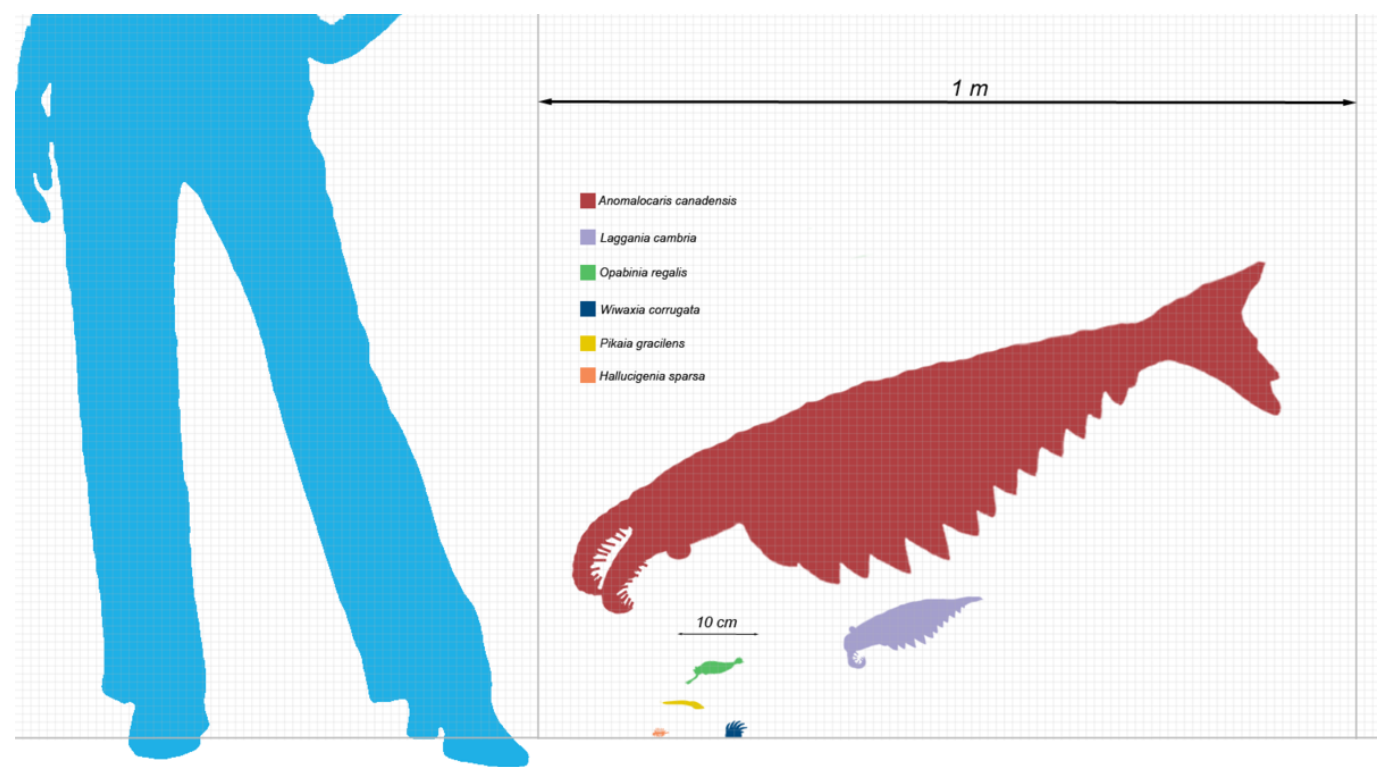 1 m
Anomalocaris canadensis
Laggania cambria
Opabinia regalis
Wiwaxia corrugata
Pikaia gracilens
Hallucigenia sparsa
10 cm